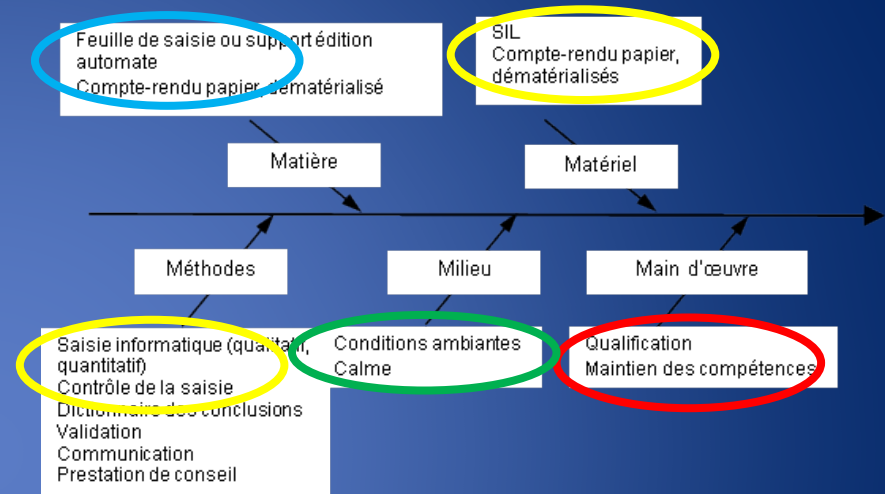 Feuille de saisie ou support édition
automate
Compte-rendu papier, dématérialisé
SIL
Compte-rendu papier,
dématérialisés
Matière
Matériel
Méthodes
Milieu
Main d'œuvre
Saisie informatique (qualitatif,
quantitatif)
Contrôle de la saisie
Dictionnaire des conclusions
Validation
Communication
Prestation de conseil
Conditions ambiantes
Calme
Qualification
Maintien des compétences